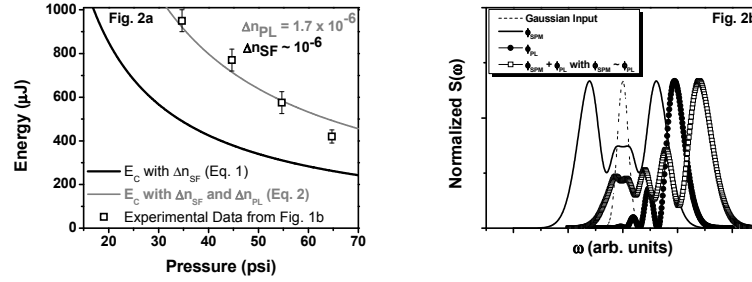 Fig. 2a
Δn_PL = 1.7 x 10^-6
Δn_SF ~ 10^-6
1000
800
600
400
200
0
Energy (μJ)
E_C with Δn_SF (Eq. 1)
E_C with Δn_SF and Δn_PL (Eq. 2)
Experimental Data from Fig. 1b
20 30 40 50 60 70
Pressure (psi)
Fig. 2b
Gaussian Input
ϕ_SPM
ϕ_PL
ϕ_SPM + ϕ_PL with ϕ_SPM ~ ϕ_PL
Normalized S(ω)
ω (arb. units)